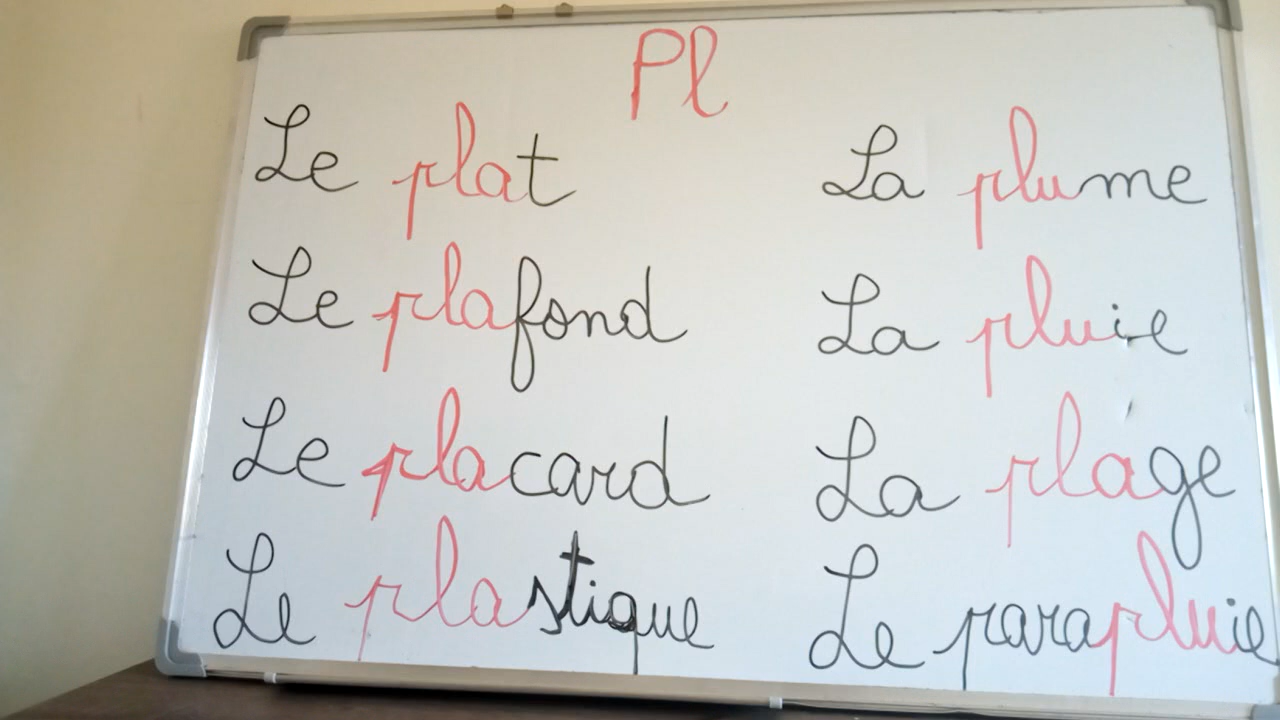 Pl
Le plat
Le plafond
Le placard
Le plastique
La plume
La pluie
La plage
Le parapluie